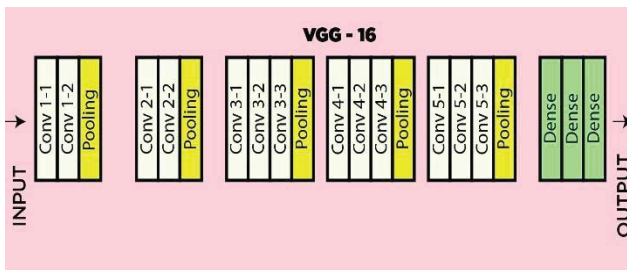 VGG - 16
INPUT
Conv 1-1
Conv 1-2
Pooling
Conv 2-1
Conv 2-2
Pooling
Conv 3-1
Conv 3-2
Conv 3-3
Pooling
Conv 4-1
Conv 4-2
Conv 4-3
Pooling
Conv 5-1
Conv 5-2
Conv 5-3
Pooling
Dense
Dense
Dense
OUTPUT